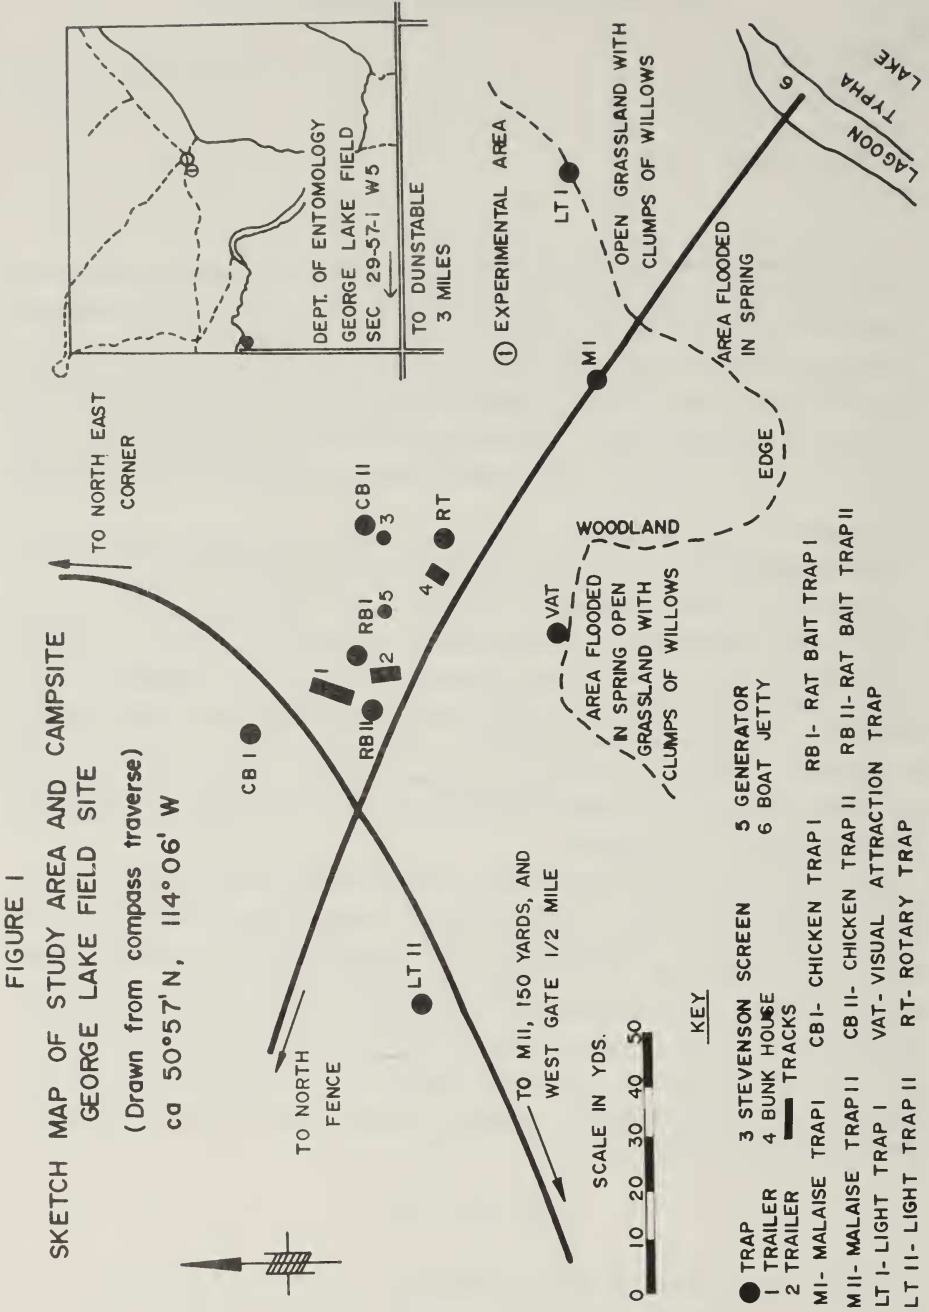 FIGURE I
SKETCH MAP OF STUDY AREA AND CAMPSITE
GEORGE LAKE FIELD SITE
(Drawn from compass traverse)
ca 50°57' N, 114° 06' W
TO NORTH EAST
CORNER
DEPT. OF ENTOMOLOGY
GEORGE LAKE FIELD
SEC 29-57-1 W5
TO DUNSTABLE
3 MILES
① EXPERIMENTAL AREA
CB I
1
RB I
CB II
3
5
2
RB II
4
RT
LT I
OPEN GRASSLAND WITH
CLUMPS OF WILLOWS
M I
TO NORTH
FENCE
LT II
VAT
WOODLAND
EDGE
AREA FLOODED
IN SPRING OPEN
GRASSLAND WITH
CLUMPS OF WILLOWS
AREA FLOODED
IN SPRING
6
LAGOON
TYPHA
LAKE
TO M II, 150 YARDS, AND
WEST GATE 1/2 MILE
SCALE IN YDS.
0 10 20 30 40 50
KEY
TRAP 3 STEVENSON SCREEN 5 GENERATOR
1 TRAILER 4 BUNK HOUSE 6 BOAT JETTY
2 TRAILER TRACKS
M I- MALAISE TRAP I CB I- CHICKEN TRAP I RB I- RAT BAIT TRAP I
M II- MALAISE TRAP II CB II- CHICKEN TRAP II RB II- RAT BAIT TRAP II
LT I- LIGHT TRAP I VAT- VISUAL ATTRACTION TRAP
LT II- LIGHT TRAP II RT- ROTARY TRAP